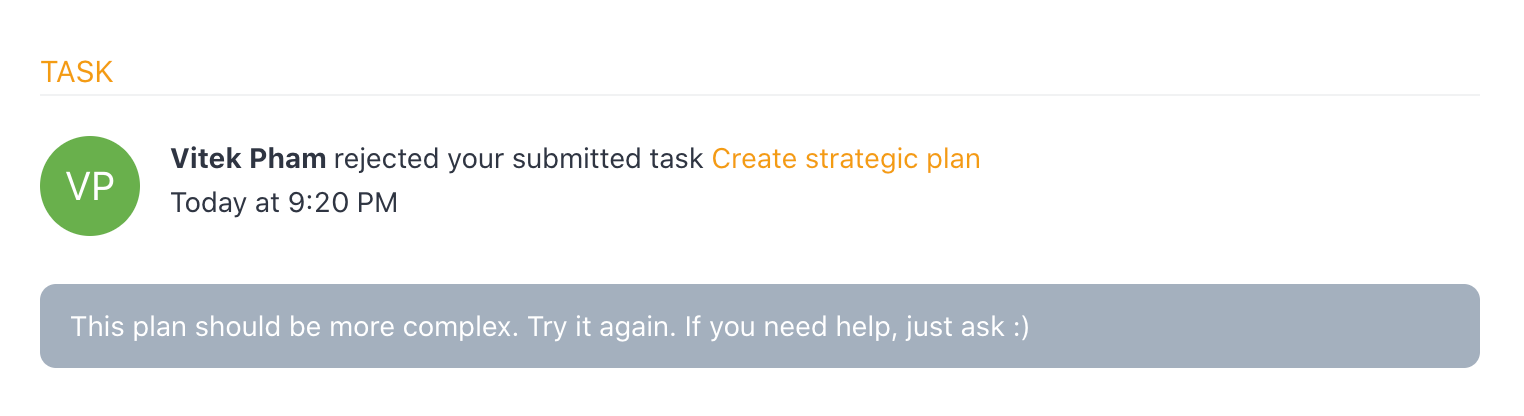 TASK
VP
Vitek Pham rejected your submitted task Create strategic plan
Today at 9:20 PM
This plan should be more complex. Try it again. If you need help, just ask :)